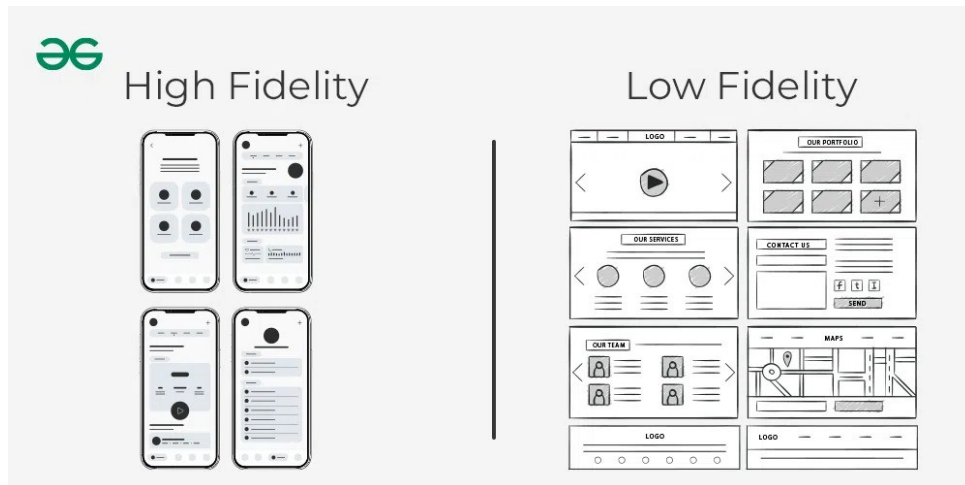 High Fidelity
Low Fidelity
LOGO
OUR PORTFOLIO
OUR SERVICES
CONTACT US
f t I
SEND
OUR TEAM
MAPS
LOGO
LOGO